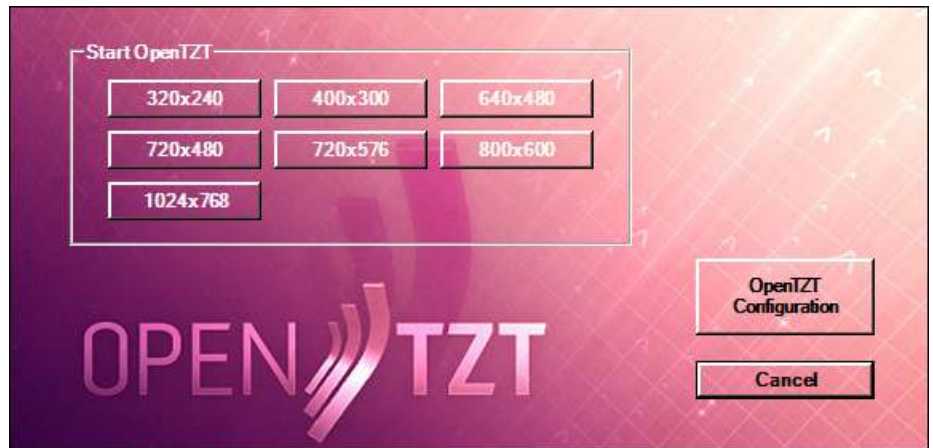 Start OpenTZT
320x240 400x300 640x480
720x480 720x576 800x600
1024x768
OpenTZT
Configuration
OPEN TZT
Cancel